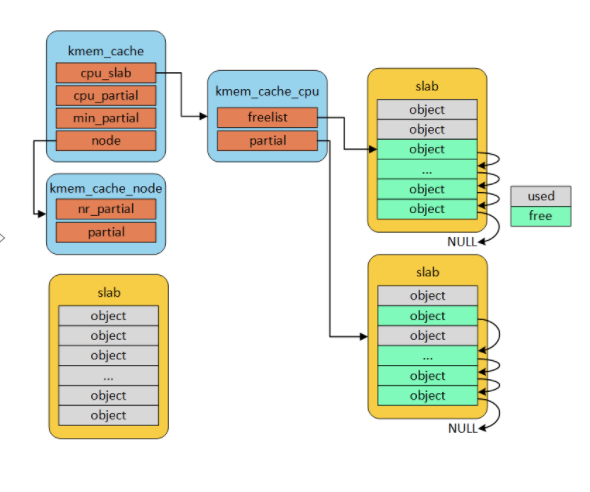 kmem_cache
cpu_slab
cpu_partial
min_partial
node
kmem_cache_node
nr_partial
partial
slab
object
object
object
...
object
object
kmem_cache_cpu
freelist
partial
slab
object
object
object
...
object
object
NULL
slab
object
object
object
...
object
object
NULL
used
free